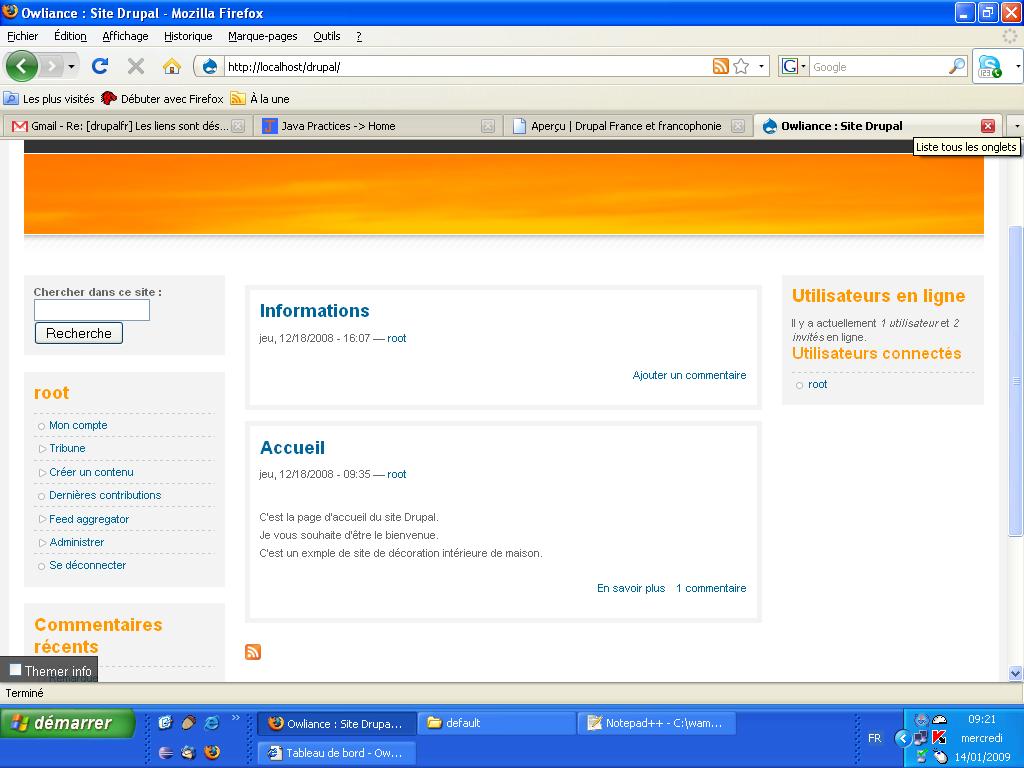 Owliance : Site Drupal - Mozilla Firefox
Fichier Édition Affichage Historique Marque-pages Outils ?
http://localhost/drupal/
G Google
Les plus visités Débuter avec Firefox À la une
Gmail - Re: [drupalfr] Les liens sont dés... Java Practices -> Home Aperçu | Drupal France et francophonie Owliance : Site Drupal
Liste tous les onglets
Chercher dans ce site :
Recherche
root
Mon compte
Tribune
Créer un contenu
Dernières contributions
Feed aggregator
Administrer
Se déconnecter
Commentaires
récents
Informations
jeu, 12/18/2008 - 16:07 — root
Ajouter un commentaire
Accueil
jeu, 12/18/2008 - 09:35 — root
C'est la page d'accueil du site Drupal.
Je vous souhaite d'être le bienvenue.
C'est un exmple de site de décoration intérieure de maison.
En savoir plus 1 commentaire
Utilisateurs en ligne
Il y a actuellement 1 utilisateur et 2
invités en ligne.
Utilisateurs connectés
root
Themer info
Terminé
démarrer
Owliance : Site Drupa...
default
Notepad++ - C:\wam...
Tableau de bord - Ow...
FR
09:21
mercredi
14/01/2009